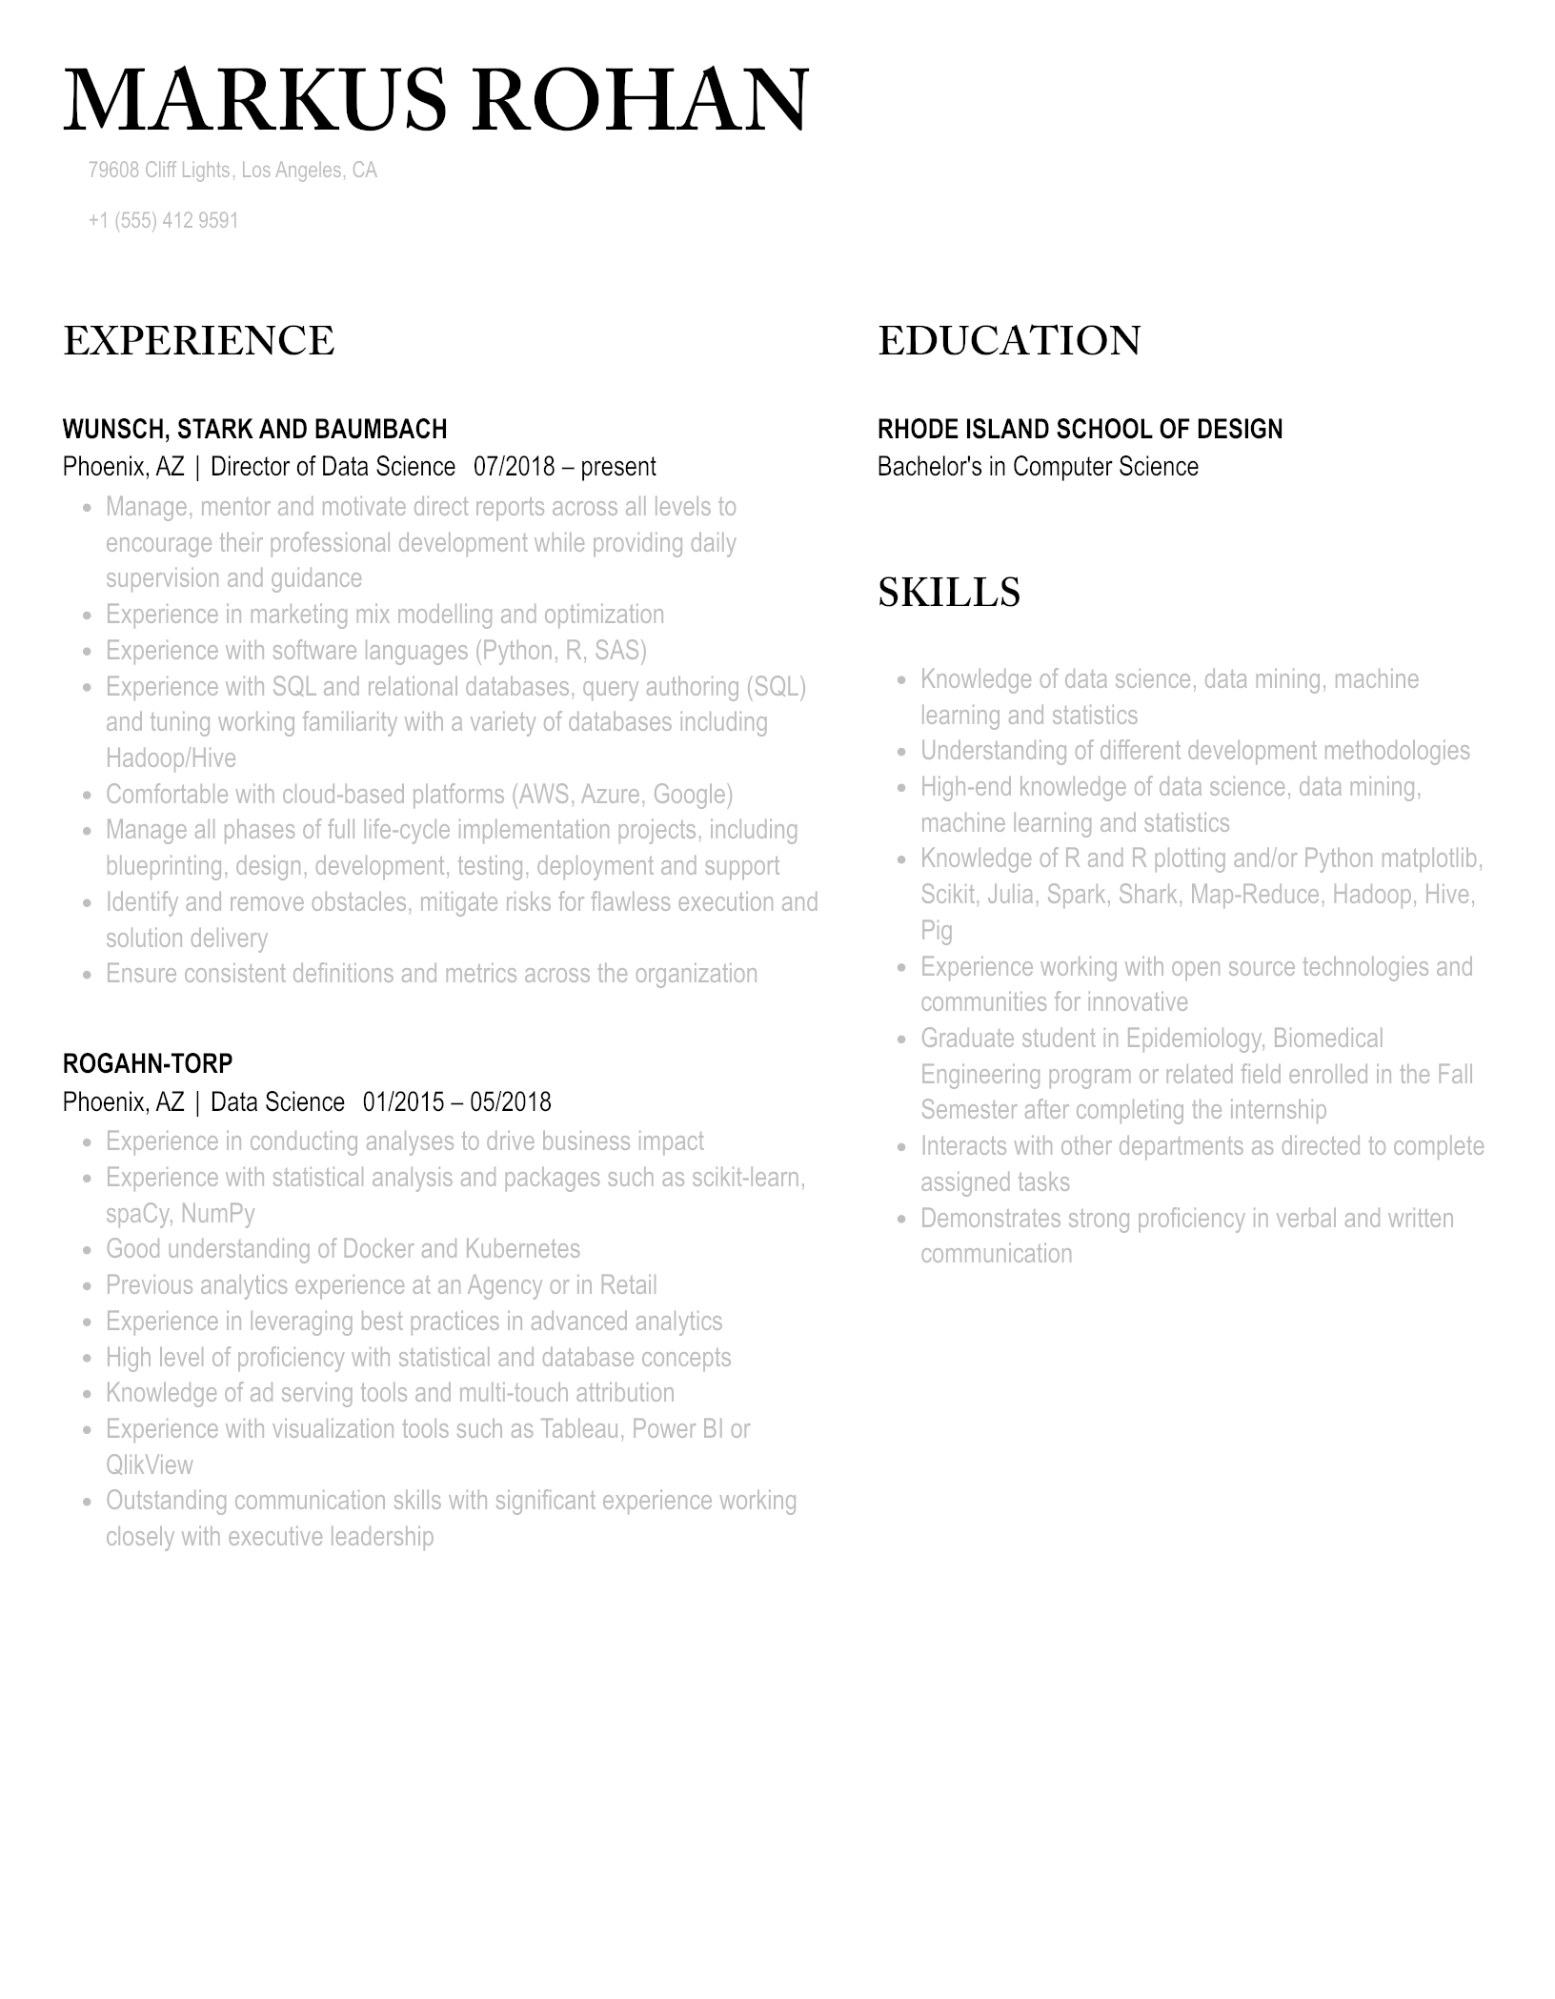 MARKUS ROHAN
79608 Cliff Lights, Los Angeles, CA
+1 (555) 412 9591
EXPERIENCE
WUNSCH, STARK AND BAUMBACH
Phoenix, AZ | Director of Data Science 07/2018 – present
• Manage, mentor and motivate direct reports across all levels to
encourage their professional development while providing daily
supervision and guidance
• Experience in marketing mix modelling and optimization
• Experience with software languages (Python, R, SAS)
• Experience with SQL and relational databases, query authoring (SQL)
and tuning working familiarity with a variety of databases including
Hadoop/Hive
• Comfortable with cloud-based platforms (AWS, Azure, Google)
• Manage all phases of full life-cycle implementation projects, including
blueprinting, design, development, testing, deployment and support
• Identify and remove obstacles, mitigate risks for flawless execution and
solution delivery
• Ensure consistent definitions and metrics across the organization
ROGAHN-TORP
Phoenix, AZ | Data Science 01/2015 – 05/2018
• Experience in conducting analyses to drive business impact
• Experience with statistical analysis and packages such as scikit-learn,
spaCy, NumPy
• Good understanding of Docker and Kubernetes
• Previous analytics experience at an Agency or in Retail
• Experience in leveraging best practices in advanced analytics
• High level of proficiency with statistical and database concepts
• Knowledge of ad serving tools and multi-touch attribution
• Experience with visualization tools such as Tableau, Power BI or
QlikView
• Outstanding communication skills with significant experience working
closely with executive leadership
EDUCATION
RHODE ISLAND SCHOOL OF DESIGN
Bachelor's in Computer Science
SKILLS
• Knowledge of data science, data mining, machine
learning and statistics
• Understanding of different development methodologies
• High-end knowledge of data science, data mining,
machine learning and statistics
• Knowledge of R and R plotting and/or Python matplotlib,
Scikit, Julia, Spark, Shark, Map-Reduce, Hadoop, Hive,
Pig
• Experience working with open source technologies and
communities for innovative
• Graduate student in Epidemiology, Biomedical
Engineering program or related field enrolled in the Fall
Semester after completing the internship
• Interacts with other departments as directed to complete
assigned tasks
• Demonstrates strong proficiency in verbal and written
communication